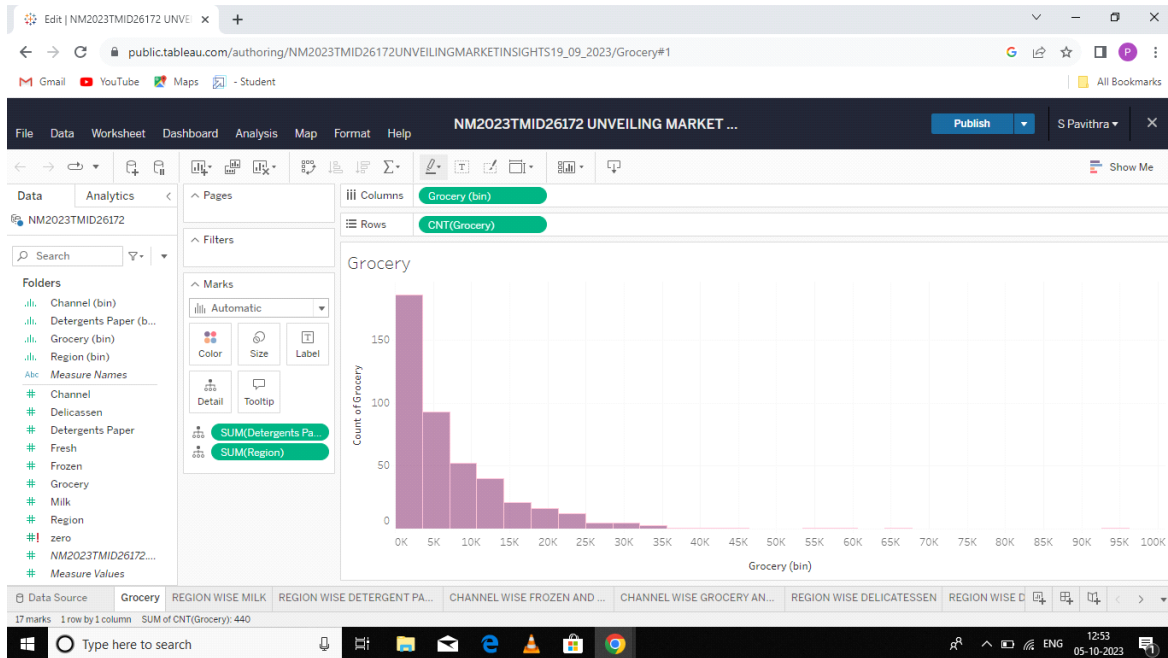 Edit | NM2023TMID26172 UNVE
public.tableau.com/authoring/NM2023TMID26172UNVEILINGMARKETINSIGHTS19_09_2023/Grocery#1
G P
Gmail YouTube Maps - Student All Bookmarks
NM2023TMID26172 UNVEILING MARKET ... Publish S Pavithra
File Data Worksheet Dashboard Analysis Map Format Help
Show Me
Data Analytics Pages Columns Grocery (bin)
NM2023TMID26172 Rows CNT(Grocery)
Filters
Search
Grocery
Folders Marks
Channel (bin) Automatic
Detergents Paper (b...
Grocery (bin)
Region (bin) Color Size Label
Abc Measure Names
Channel
Delicassen Detail Tooltip
Detergents Paper SUM(Detergents Pa...
Fresh SUM(Region)
Frozen
Grocery
Milk
Region
zero
NM2023TMID26172....
Measure Values
Count of Grocery
150
100
50
0
0K 5K 10K 15K 20K 25K 30K 35K 40K 45K 50K 55K 60K 65K 70K 75K 80K 85K 90K 95K 100K
Grocery (bin)
Data Source Grocery REGION WISE MILK REGION WISE DETERGENT PA... CHANNEL WISE FROZEN AND ... CHANNEL WISE GROCERY AN... REGION WISE DELICATESSEN REGION WISE D
17 marks 1 row by 1 column SUM of CNT(Grocery): 440
Type here to search ENG 12:53
05-10-2023